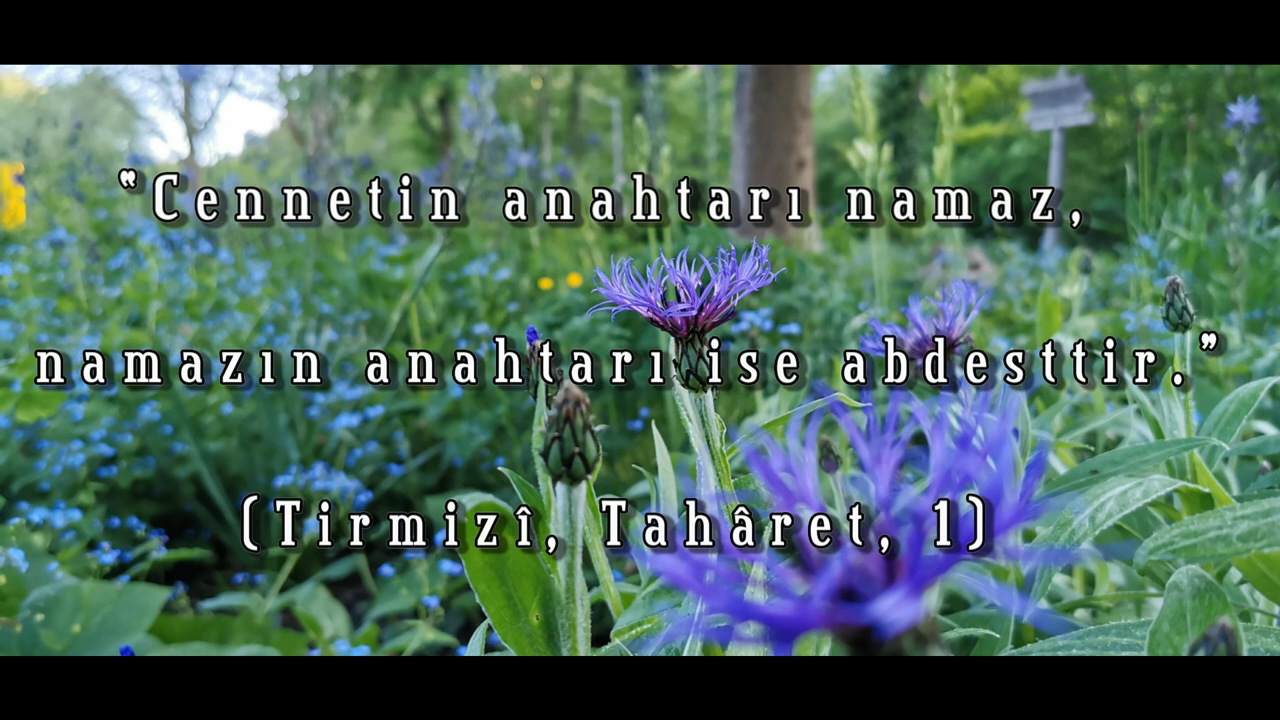 "Cennetin anahtarı namaz,
namazın anahtarı ise abdesttir."
(Tirmizî, Tahâret, 1)